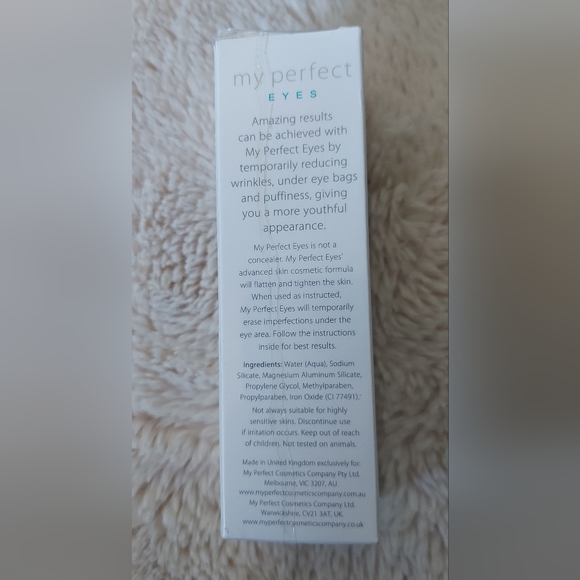 my perfect
EYES
Amazing results
can be achieved with
My Perfect Eyes by
temporarily reducing
wrinkles, under eye bags
and puffiness, giving
you a more youthful
appearance.
My Perfect Eyes is not a
concealer. My Perfect Eyes'
advanced skin cosmetic formula
will flatten and tighten the skin.
When used as instructed,
My Perfect Eyes will temporarily
erase imperfections under the
eye area. Follow the instructions
inside for best results.
Ingredients: Water (Aqua), Sodium
Silicate, Magnesium Aluminum Silicate,
Propylene Glycol, Methylparaben,
Propylparaben, Iron Oxide (CI 77491).
Not always suitable for highly
sensitive skins. Discontinue use
if irritation occurs. Keep out of reach
of children. Not tested on animals.
Made in United Kingdom exclusively for:
My Perfect Cosmetics Company Pty Ltd.
Melbourne, VIC 3207, AU
www.myperfectcosmeticscompany.com.au
My Perfect Cosmetics Company Ltd.
Warwickshire, CV21 3AT, UK.
www.myperfectcosmeticscompany.co.uk